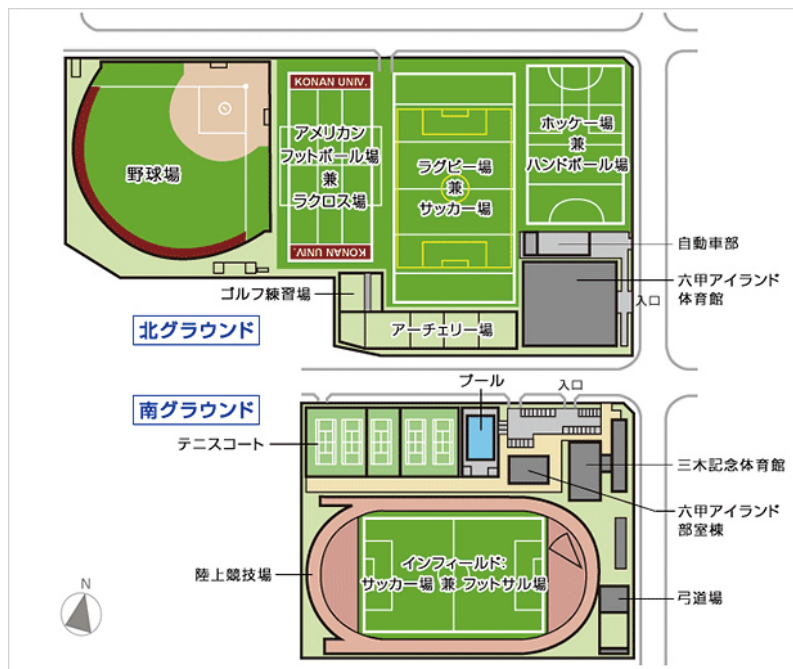 KONAN UNIV.
野球場
アメリカン
フットボール場
兼
ラクロス場
KONAN UNIV.
ラグビー場
兼
サッカー場
ホッケー場
兼
ハンドボール場
自動車部
六甲アイランド
体育館
入口
ゴルフ練習場
アーチェリー場
北グラウンド
南グラウンド
プール
入口
テニスコート
三木記念体育館
六甲アイランド
部室棟
陸上競技場
インフィールド:
サッカー場 兼 フットサル場
弓道場
N